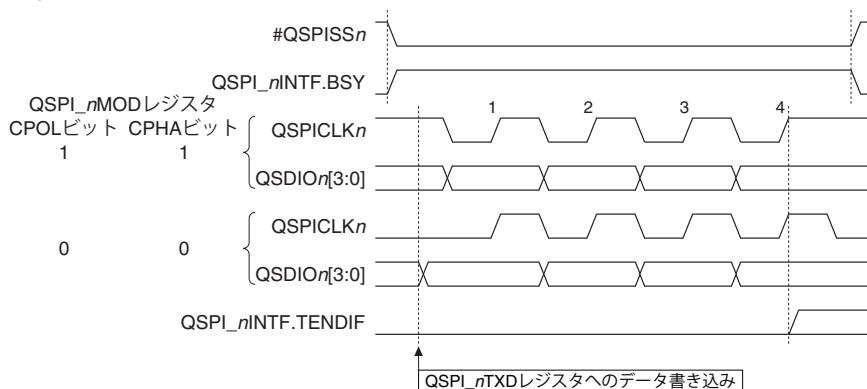 #QSPISSn
QSPI_nINTF.BSY
QSPI_nMODレジスタ
CPOLビット CPHAビット
1 1
QSPICLKn
1 2 3 4
QSDIOn[3:0]
0 0
QSPICLKn
QSDIOn[3:0]
QSPI_nINTF.TENDIF
QSPI_nTXDレジスタへのデータ書き込み